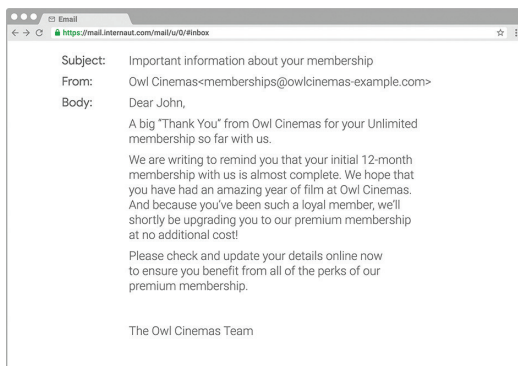 Email
https://mail.internaut.com/mail/u/0/#inbox
Subject: Important information about your membership
From: Owl Cinemas<memberships@owlcinemas-example.com>
Body: Dear John,
A big "Thank You" from Owl Cinemas for your Unlimited
membership so far with us.
We are writing to remind you that your initial 12-month
membership with us is almost complete. We hope that
you have had an amazing year of film at Owl Cinemas.
And because you've been such a loyal member, we'll
shortly be upgrading you to our premium membership
at no additional cost!
Please check and update your details online now
to ensure you benefit from all of the perks of our
premium membership.
The Owl Cinemas Team